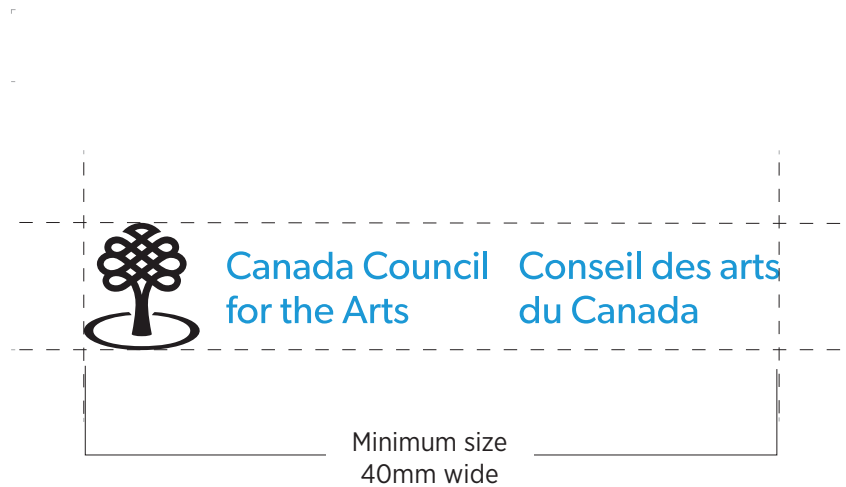 Canada Council
for the Arts
Conseil des arts
du Canada
Minimum size
40mm wide